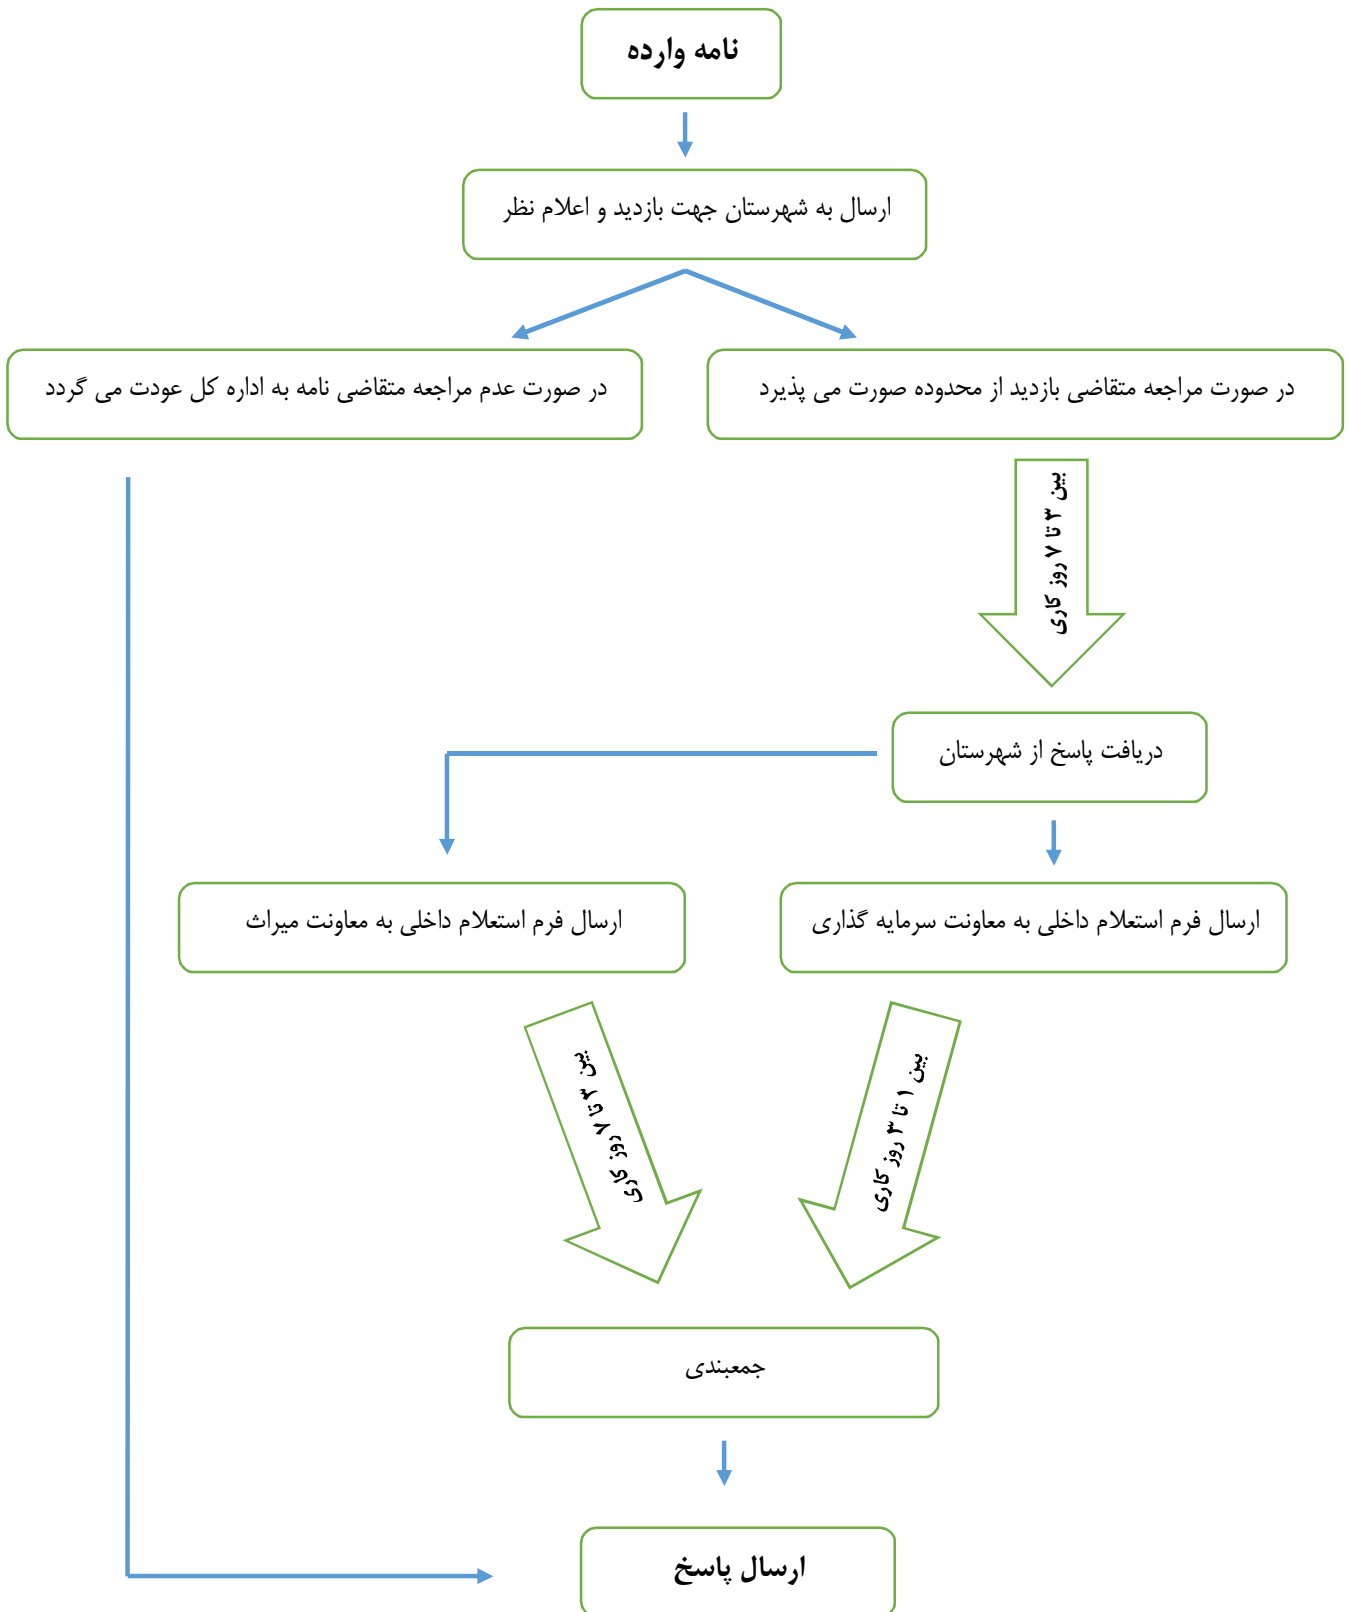 نامه وارده
ارسال به شهرستان جهت بازدید و اعلام نظر
در صورت مراجعه متقاضی بازدید از محدوده صورت می پذیرد
در صورت عدم مراجعه متقاضی نامه به اداره کل عودت می گردد
بین ۳ تا ۷ روز کاری
دریافت پاسخ از شهرستان
ارسال فرم استعلام داخلی به معاونت سرمایه گذاری
ارسال فرم استعلام داخلی به معاونت میراث
بین ۱ تا ۳ روز کاری
بین ۳ تا ۷ روز کاری
جمعبندی
ارسال پاسخ